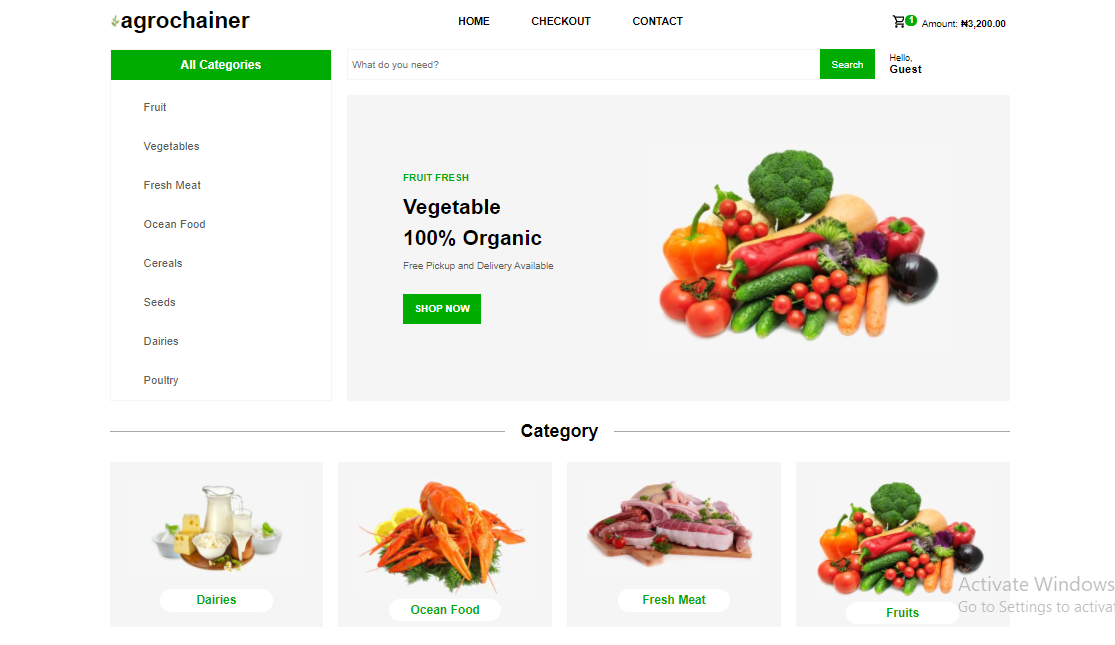 agrochainer
HOME CHECKOUT CONTACT
1 Amount: ₦3,200.00
All Categories
What do you need?
Search
Hello,
Guest
Fruit
Vegetables
Fresh Meat
Ocean Food
Cereals
Seeds
Dairies
Poultry
FRUIT FRESH
Vegetable
100% Organic
Free Pickup and Delivery Available
SHOP NOW
Category
Dairies
Ocean Food
Fresh Meat
Fruits
Activate Windows
Go to Settings to activat